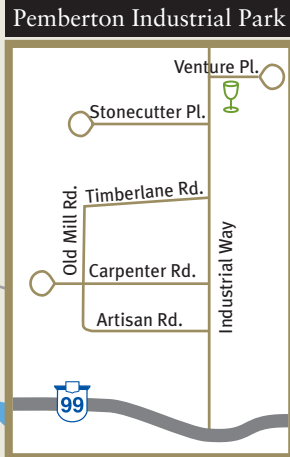 Pemberton Industrial Park
Venture Pl.
Stonecutter Pl.
Timberlane Rd.
Old Mill Rd.
Carpenter Rd.
Industrial Way
Artisan Rd.
99